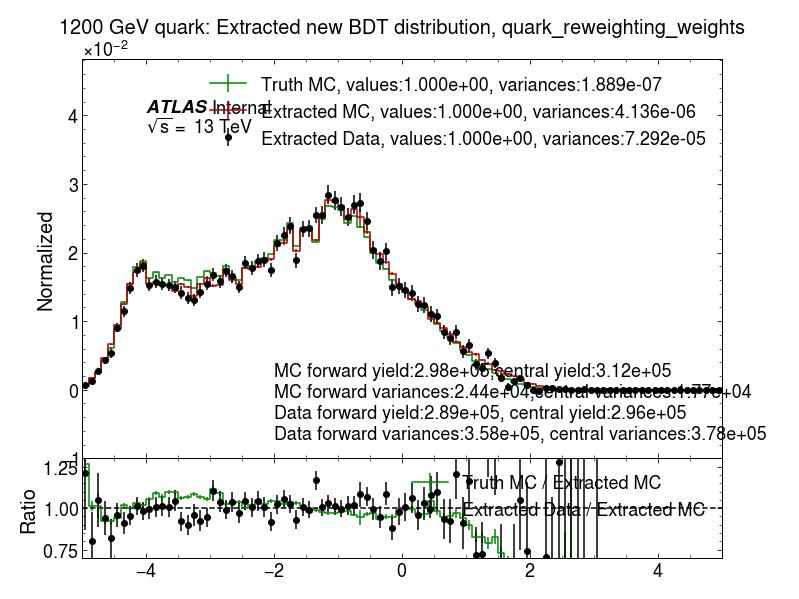 1200 GeV quark: Extracted new BDT distribution, quark_reweighting_weights
×10⁻²
Truth MC, values:1.000e+00, variances:1.889e-07
ATLAS Internal
Extracted MC, values:1.000e+00, variances:4.136e-06
√s = 13 TeV
Extracted Data, values:1.000e+00, variances:7.292e-05
4
3
2
1
0
1
Normalized
MC forward yield:2.98e+05, central yield:3.12e+05
MC forward variances:2.44e+04, central variances:1.77e+04
Data forward yield:2.89e+05, central yield:2.96e+05
Data forward variances:3.58e+05, central variances:3.78e+05
1.25
1.00
0.75
Ratio
Truth MC / Extracted MC
Extracted Data / Extracted MC
−4 −2 0 2 4